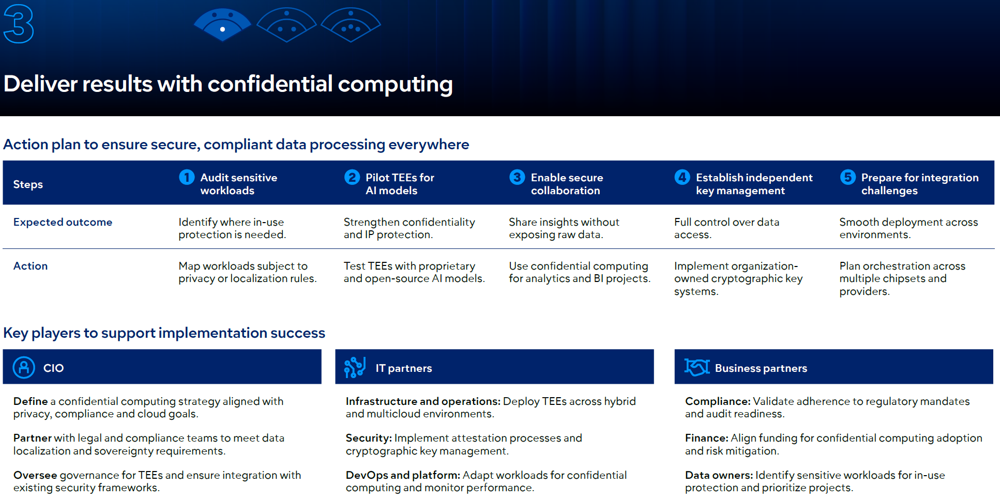 3
Deliver results with confidential computing
Action plan to ensure secure, compliant data processing everywhere
Steps
1 Audit sensitive
workloads
2 Pilot TEEs for
AI models
3 Enable secure
collaboration
4 Establish independent
key management
5 Prepare for integration
challenges
Expected outcome
Identify where in-use
protection is needed.
Strengthen confidentiality
and IP protection.
Share insights without
exposing raw data.
Full control over data
access.
Smooth deployment across
environments.
Action
Map workloads subject to
privacy or localization rules.
Test TEEs with proprietary
and open-source AI models.
Use confidential computing
for analytics and BI projects.
Implement organization-
owned cryptographic key
systems.
Plan orchestration across
multiple chipsets and
providers.
Key players to support implementation success
CIO
Define a confidential computing strategy aligned with
privacy, compliance and cloud goals.
Partner with legal and compliance teams to meet data
localization and sovereignty requirements.
Oversee governance for TEEs and ensure integration with
existing security frameworks.
IT partners
Infrastructure and operations: Deploy TEEs across hybrid
and multicloud environments.
Security: Implement attestation processes and
cryptographic key management.
DevOps and platform: Adapt workloads for confidential
computing and monitor performance.
Business partners
Compliance: Validate adherence to regulatory mandates
and audit readiness.
Finance: Align funding for confidential computing adoption
and risk mitigation.
Data owners: Identify sensitive workloads for in-use
protection and prioritize projects.